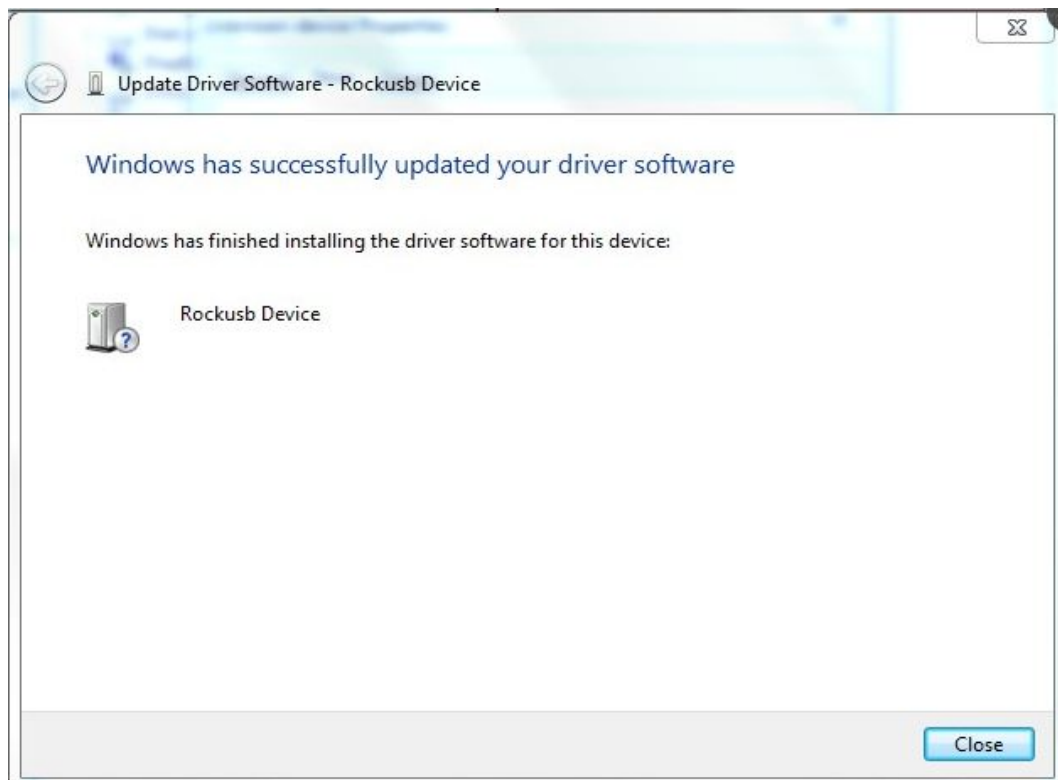 Update Driver Software - Rockusb Device
Windows has successfully updated your driver software
Windows has finished installing the driver software for this device:
Rockusb Device
Close